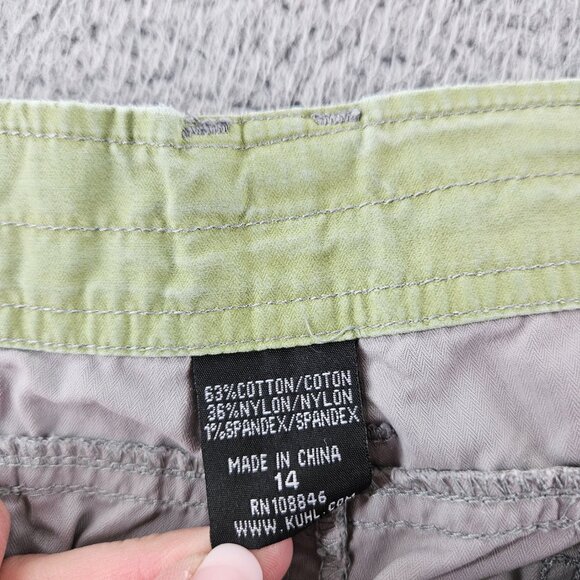 63%COTTON/COTON
36%NYLON/NYLON
1%SPANDEX/SPANDEX
MADE IN CHINA
14
RN108846
WWW.KUHL.COM